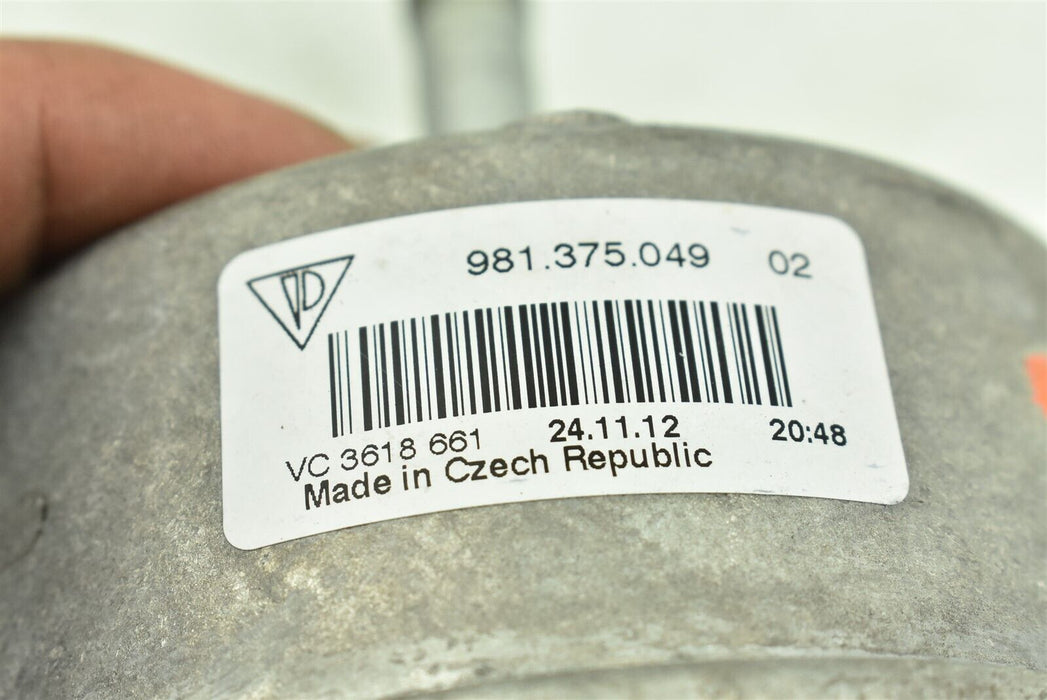 981.375.049 02
VC 3618 661 24.11.12 20:48
Made in Czech Republic